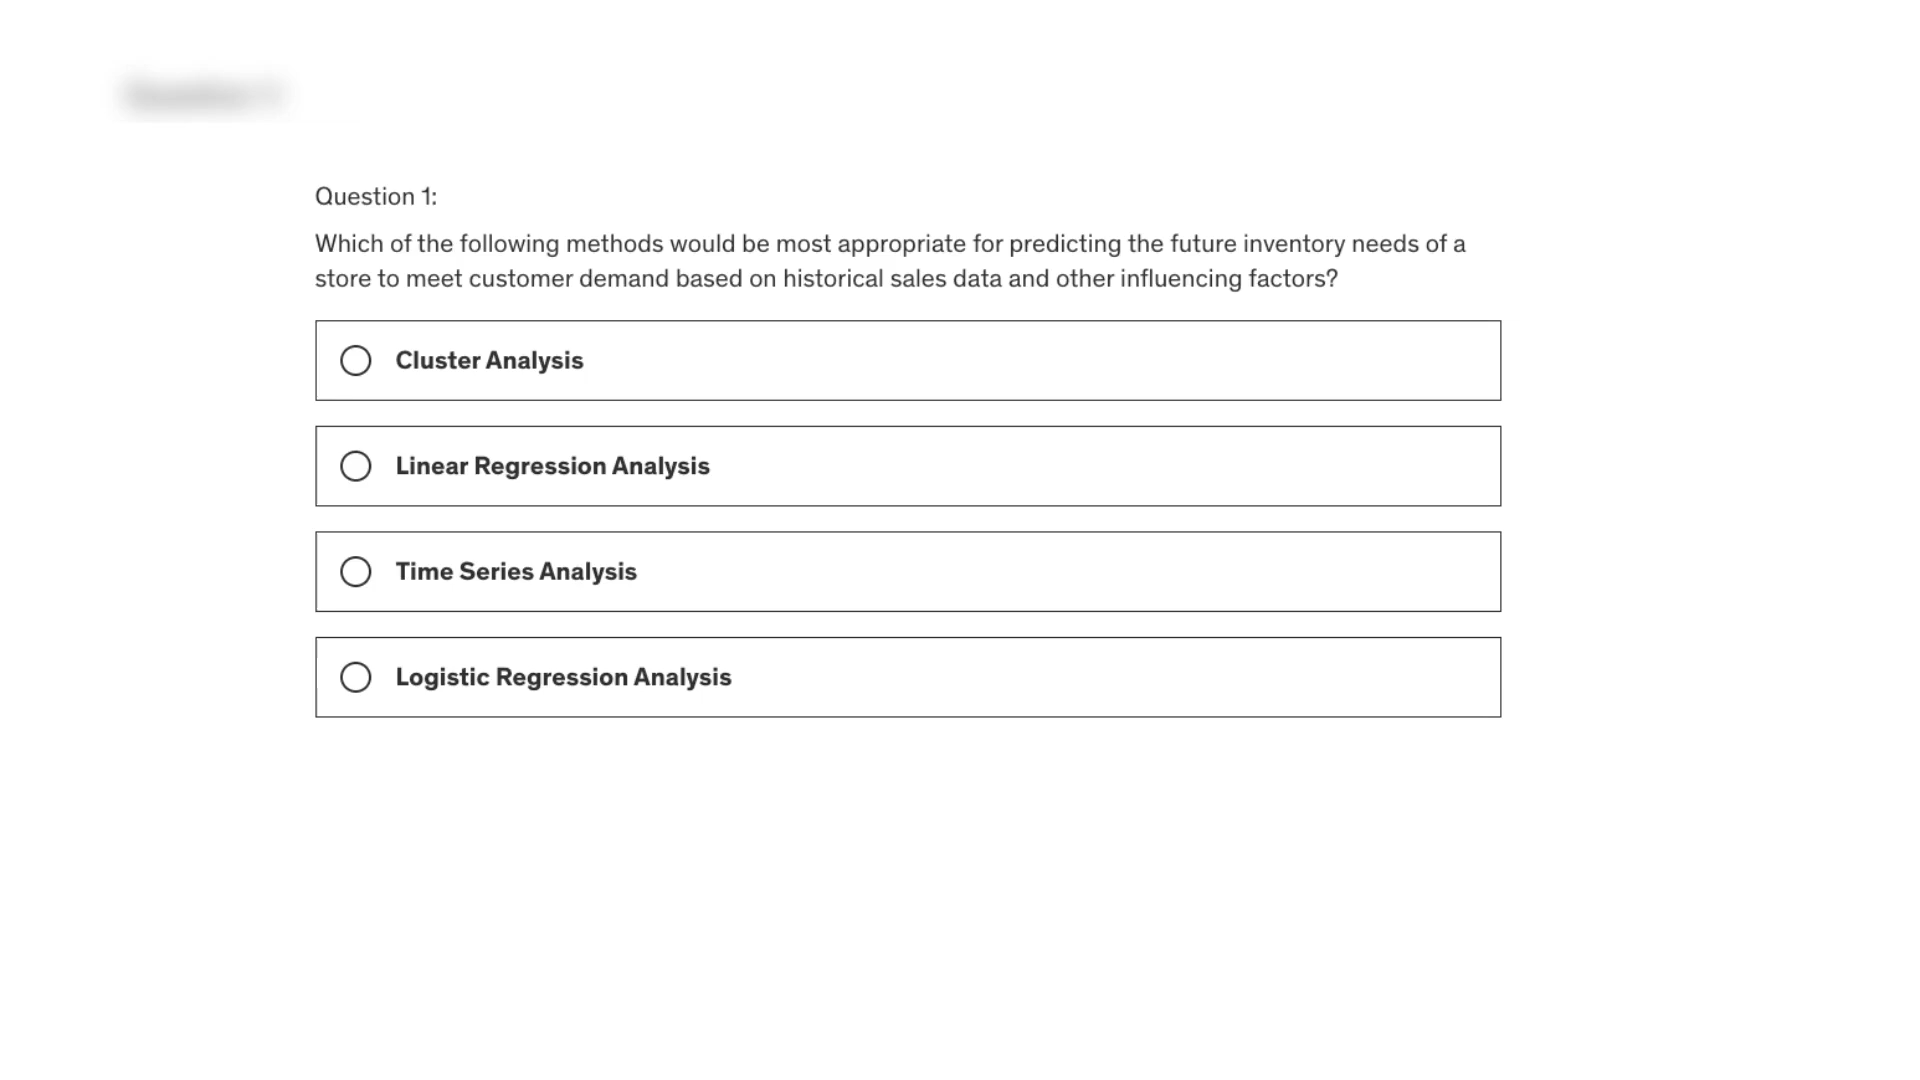 Question 1:
Which of the following methods would be most appropriate for predicting the future inventory needs of a
store to meet customer demand based on historical sales data and other influencing factors?
Cluster Analysis
Linear Regression Analysis
Time Series Analysis
Logistic Regression Analysis